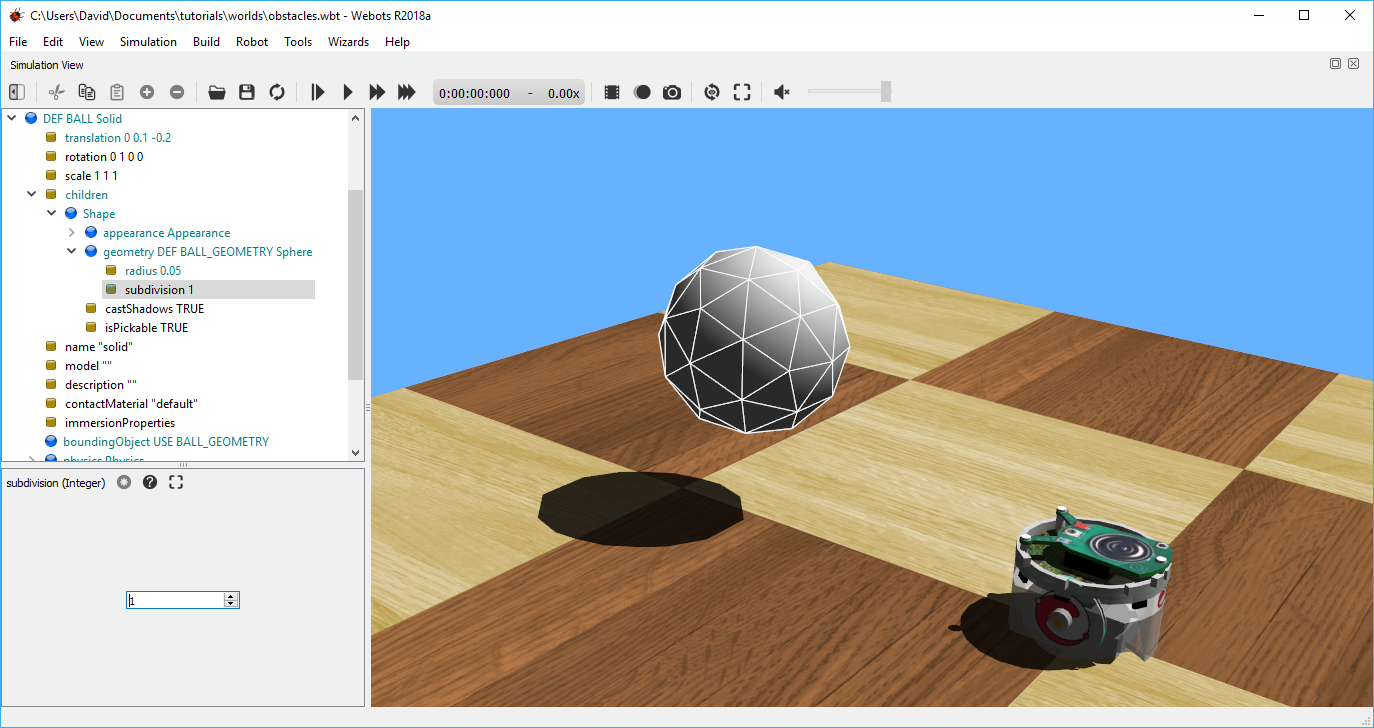 C:\Users\David\Documents\tutorials\worlds\obstacles.wbt - Webots R2018a
File Edit View Simulation Build Robot Tools Wizards Help
Simulation View
0:00:00:000 - 0.00x
DEF BALL Solid
translation 0 0.1 -0.2
rotation 0 1 0 0
scale 1 1 1
children
Shape
appearance Appearance
geometry DEF BALL_GEOMETRY Sphere
radius 0.05
subdivision 1
castShadows TRUE
isPickable TRUE
name "solid"
model ""
description ""
contactMaterial "default"
immersionProperties
boundingObject USE BALL_GEOMETRY
physics Physics
subdivision (Integer)
1